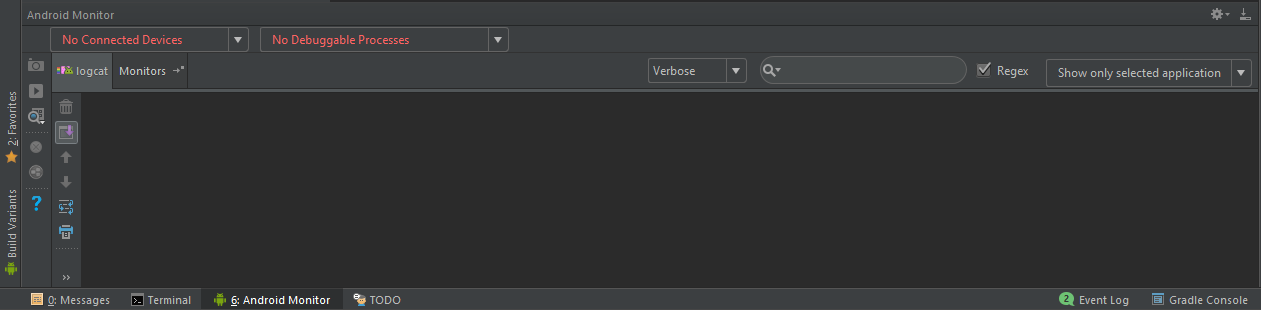 Android Monitor
No Connected Devices
No Debuggable Processes
logcat
Monitors
Verbose
Regex
Show only selected application
2: Favorites
Build Variants
?
»
0: Messages
Terminal
6: Android Monitor
TODO
2 Event Log
Gradle Console